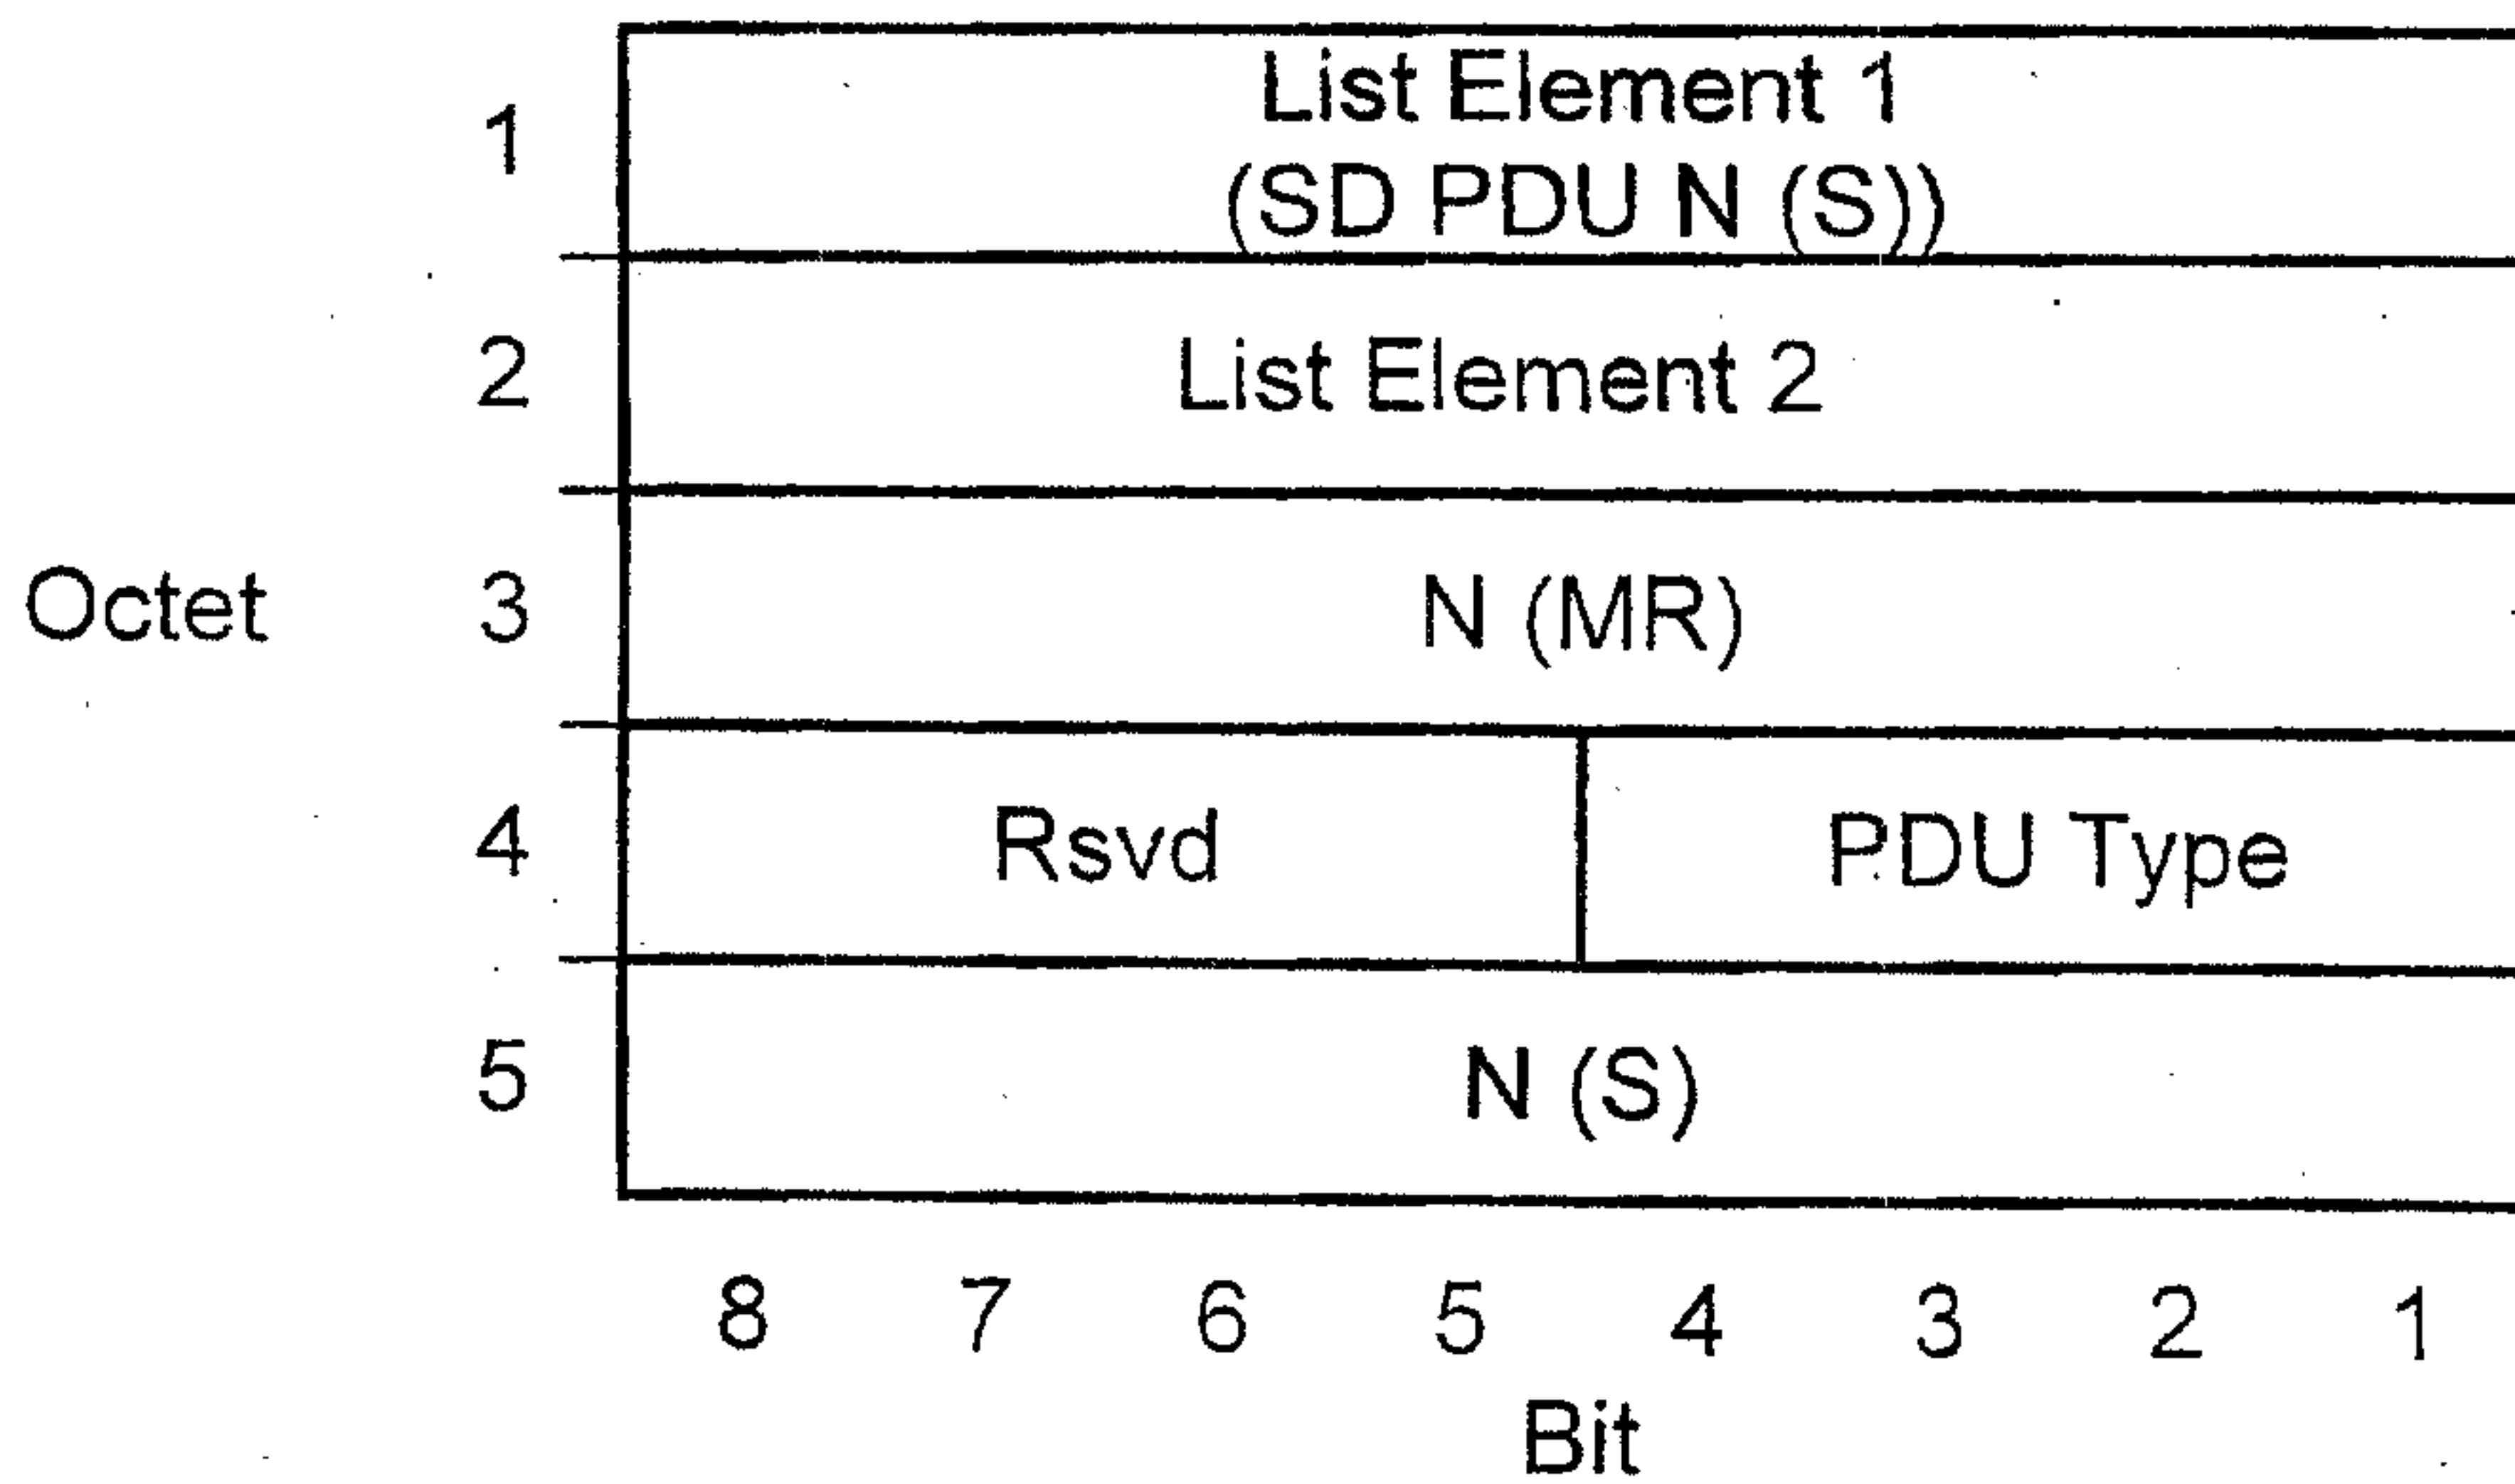 1 List Element 1
(SD PDU N (S))
2 List Element 2
Octet 3 N (MR)
4 Rsvd PDU Type
5 N (S)
8 7 6 5 4 3 2 1
Bit